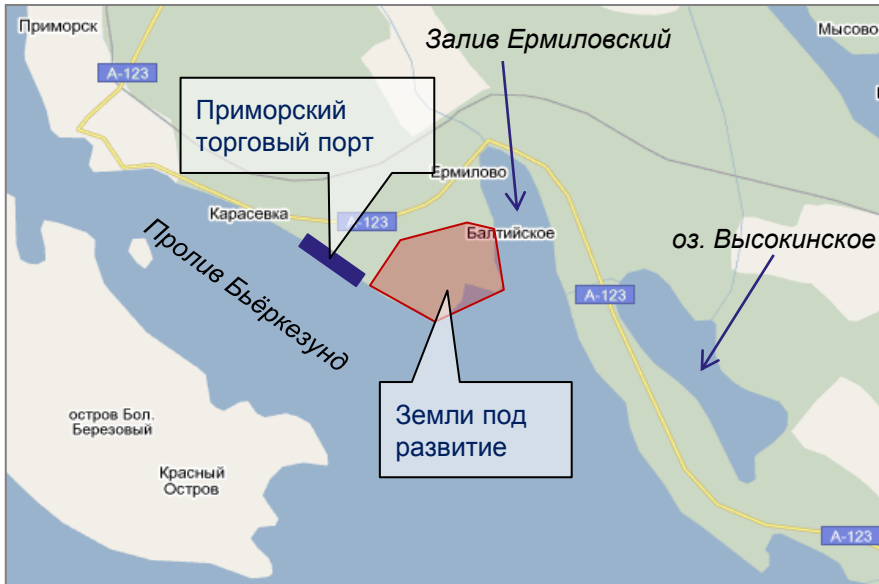 Приморск
Залив Ермиловский
Мысово
А-123
Приморский
торговый порт
Ермилово
Карасевка
А-123
Балтийское
оз. Высокинское
Пролив Бьёркезунд
А-123
Земли под
развитие
остров Бол.
Березовый
Красный
Остров
А-123